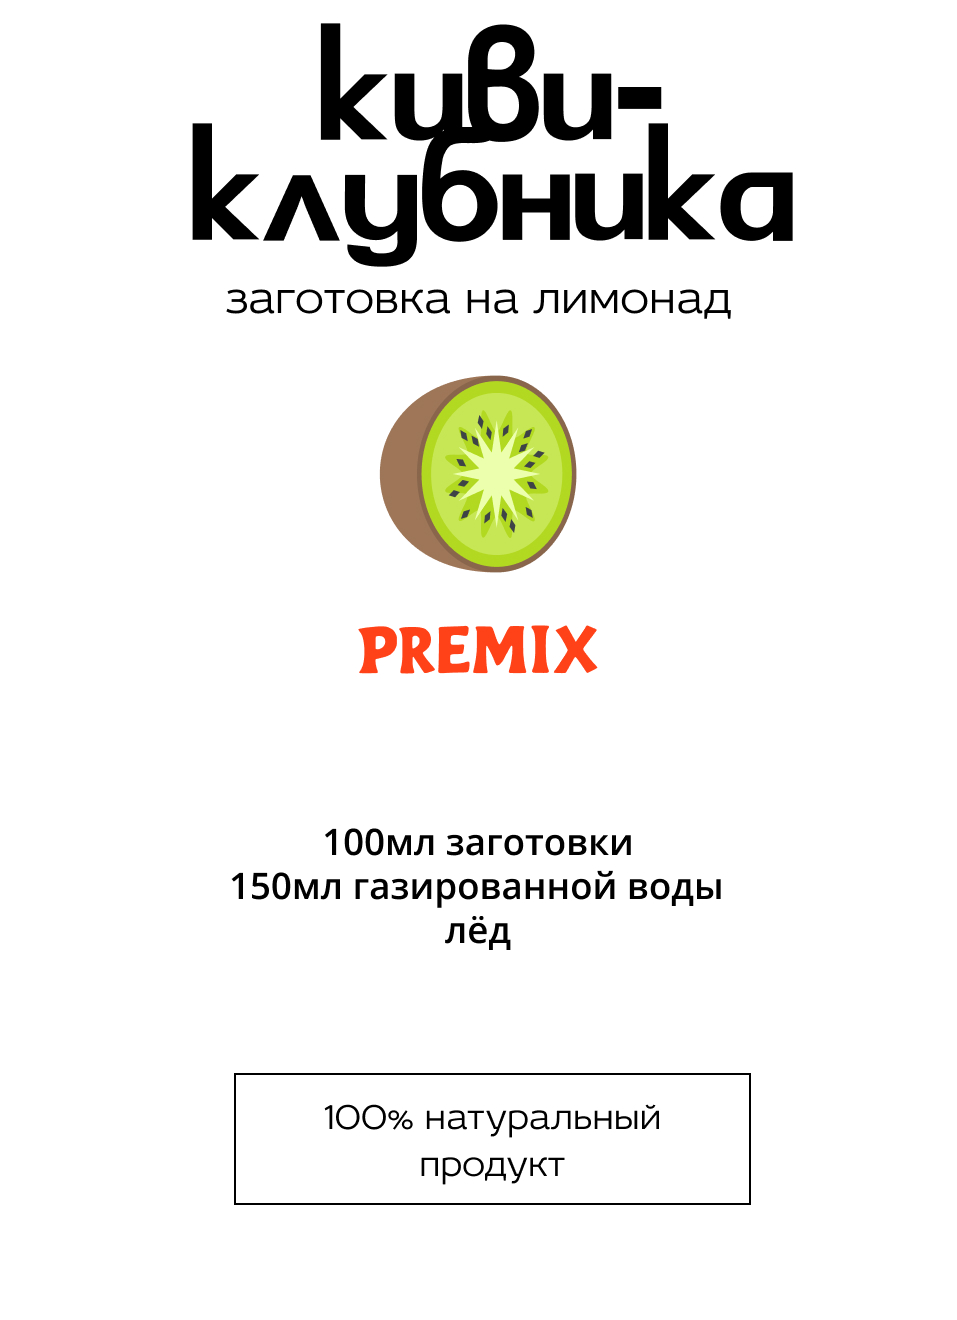 киви-
клубника
заготовка на лимонад
PREMIX
100мл заготовки
150мл газированной воды
лёд
100% натуральный
продукт